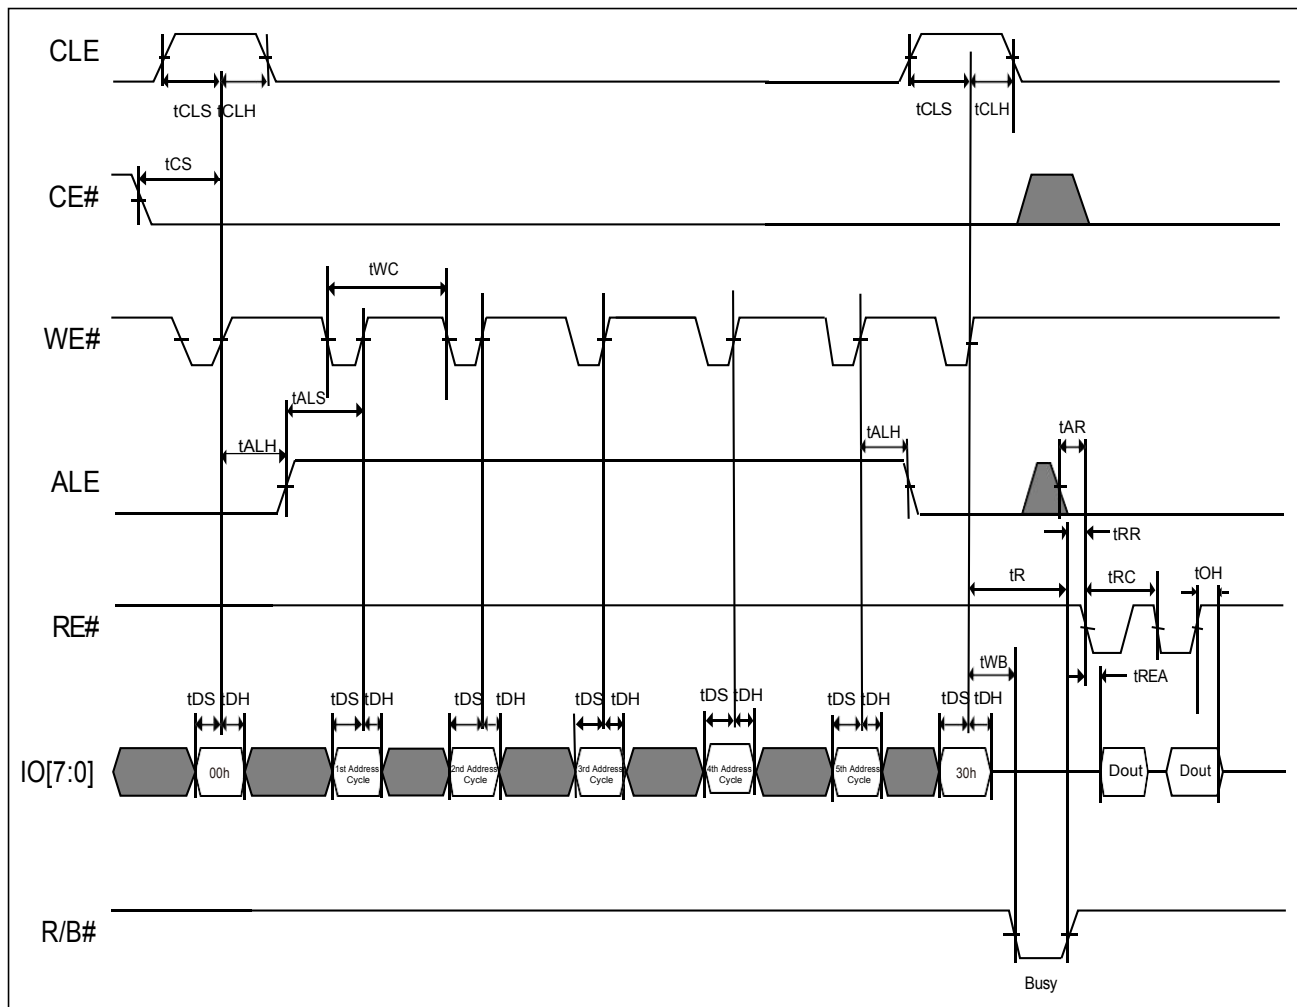 CLE
tCLS tCLH
tCLS tCLH
tCS
CE#
tWC
WE#
tALS
tALH
tALH
tAR
ALE
tRR
tR
tRC
tOH
RE#
tWB
tREA
tDS tDH
tDS tDH
tDS tDH
tDS tDH
tDS tDH
tDS tDH
tDS tDH
IO[7:0]
00h
1st Address
Cycle
2nd Address
Cycle
3rd Address
Cycle
4th Address
Cycle
5th Address
Cycle
30h
Dout
Dout
R/B#
Busy